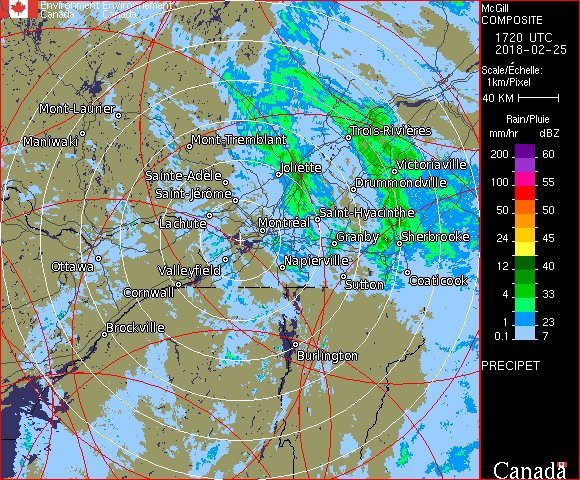 Environment Environnement
Canada Canada
McGill
COMPOSITE
1720 UTC
2018-02-25
Scale/Échelle:
1km/Pixel
40 KM
Rain/Pluie
mm/hr dBZ
200 60
100 55
50 50
24 45
12 40
4 33
1 23
0.1 7
PRECIPET
Canada
Mont-Laurier
Maniwaki
Mont-Tremblant
Trois-Rivières
Joliette
Victoriaville
Sainte-Adèle
Drummondville
Saint-Jérôme
Saint-Hyacinthe
Lachute
Montréal
Granby
Sherbrooke
Ottawa
Valleyfield
Napierville
Cornwall
Sutton
Coaticook
Brockville
Burlington